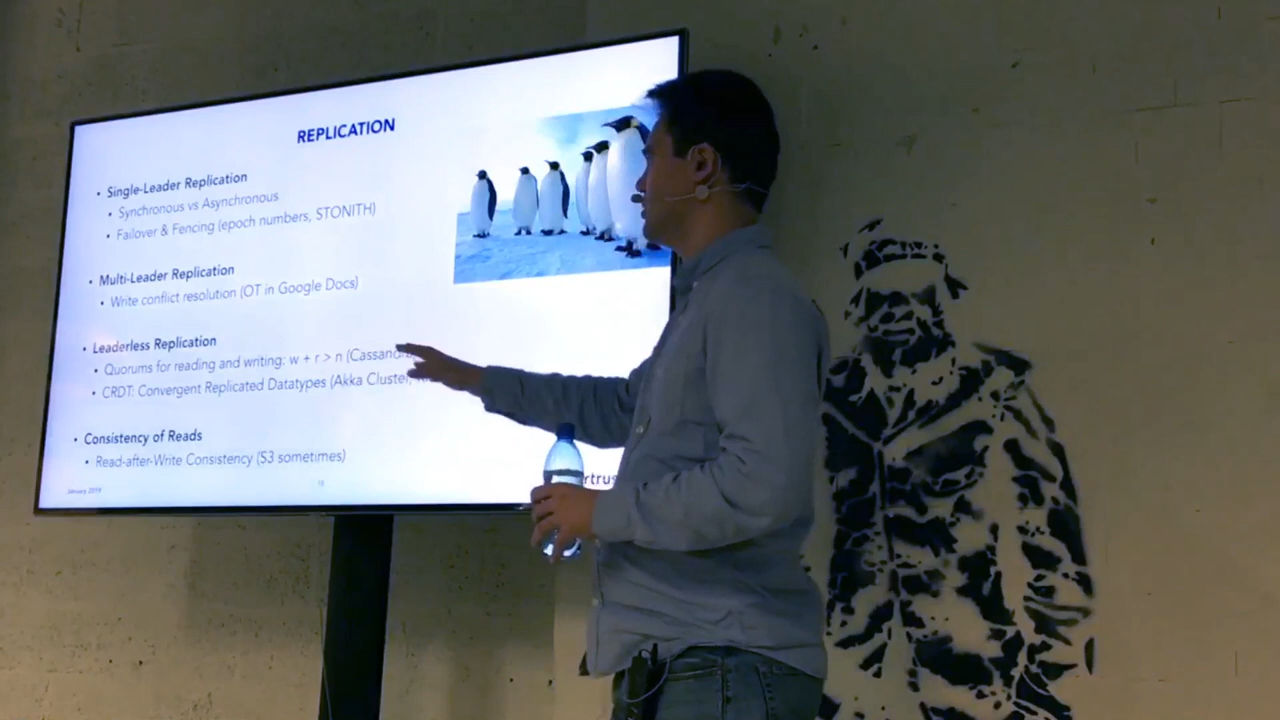 REPLICATION
• Single-Leader Replication
• Synchronous vs Asynchronous
• Failover & Fencing (epoch numbers, STONITH)
• Multi-Leader Replication
• Write conflict resolution (OT in Google Docs)
• Leaderless Replication
• Quorums for reading and writing: w + r > n
• CRDT: Convergent Replicated Datatypes (Akka Cluster,
• Consistency of Reads
• Read-after-Write Consistency (S3 sometimes)